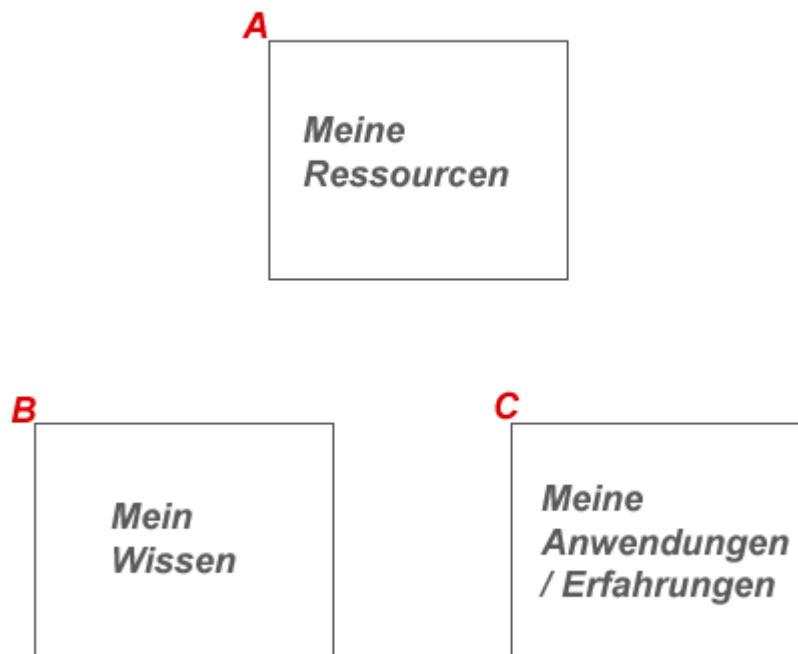 A
Meine
Ressourcen
B
Mein
Wissen
C
Meine
Anwendungen
/ Erfahrungen